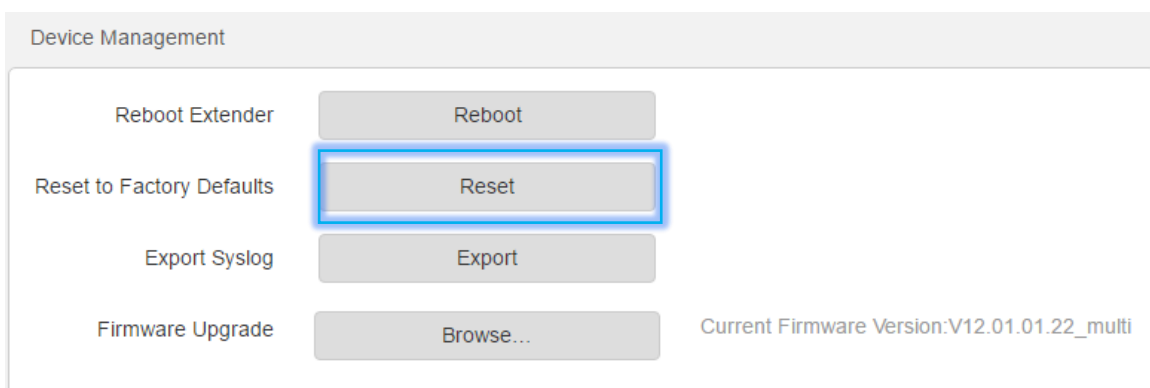 Device Management
Reboot Extender Reboot
Reset to Factory Defaults Reset
Export Syslog Export
Firmware Upgrade Browse... Current Firmware Version:V12.01.01.22_multi